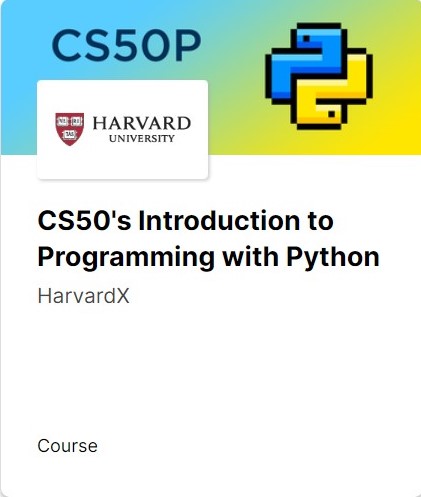 CS50P
HARVARD
UNIVERSITY
CS50's Introduction to
Programming with Python
HarvardX
Course